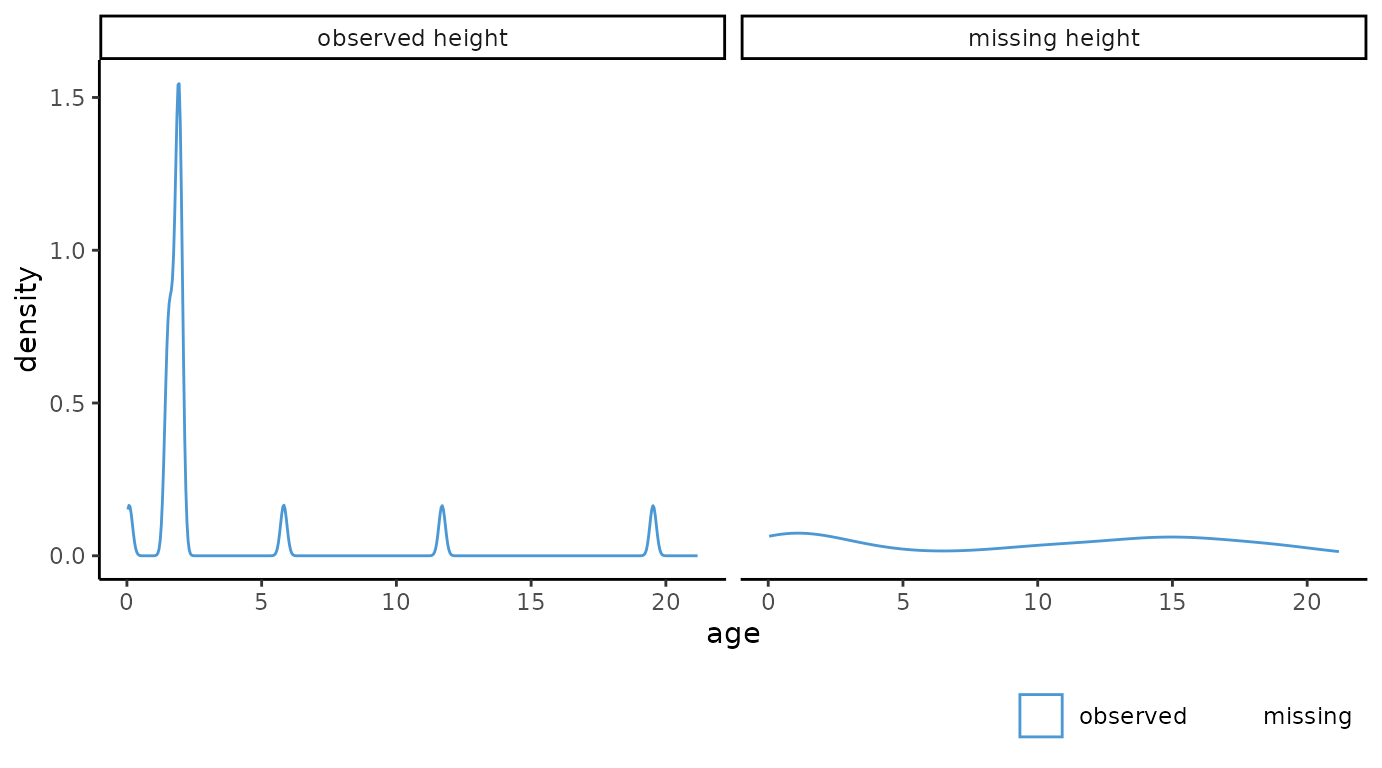 observed height
missing height
density
1.5
1.0
0.5
0.0
0 5 10 15 20
0 5 10 15 20
age
observed missing